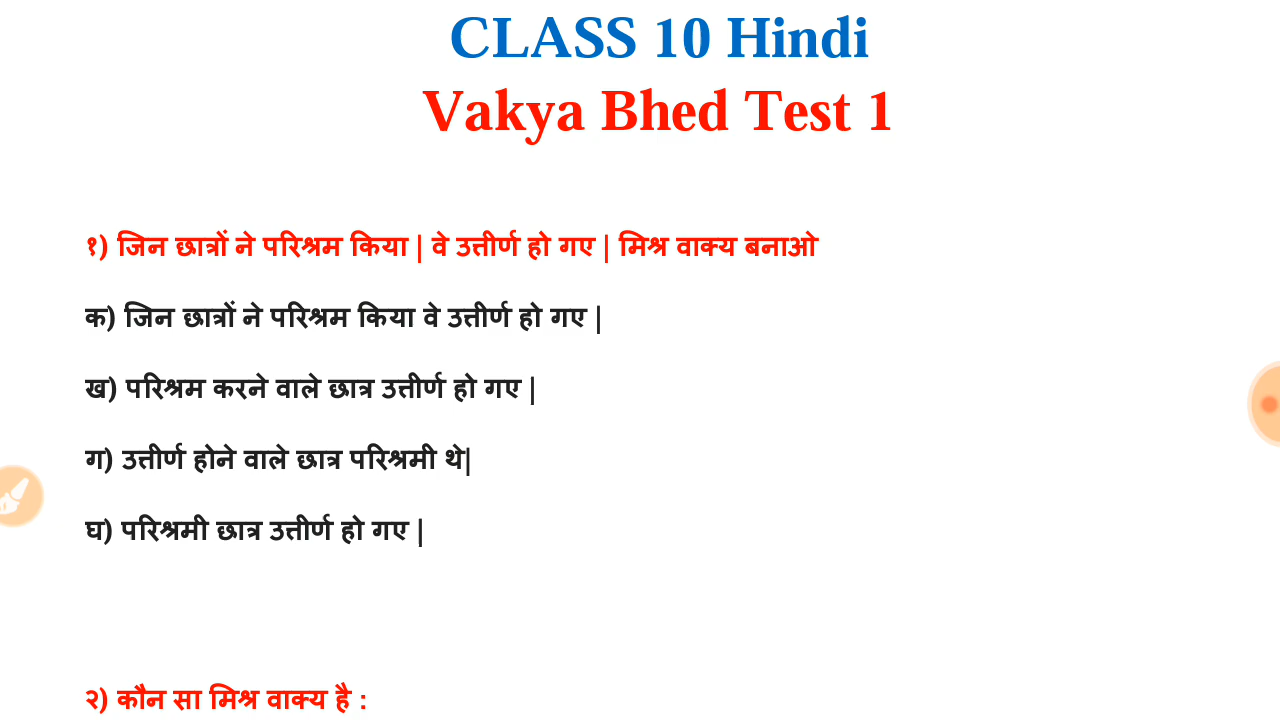 CLASS 10 Hindi
Vakya Bhed Test 1
१) जिन छात्रों ने परिश्रम किया | वे उत्तीर्ण हो गए | मिश्र वाक्य बनाओ
क) जिन छात्रों ने परिश्रम किया वे उत्तीर्ण हो गए |
ख) परिश्रम करने वाले छात्र उत्तीर्ण हो गए |
ग) उत्तीर्ण होने वाले छात्र परिश्रमी थे|
घ) परिश्रमी छात्र उत्तीर्ण हो गए |
२) कौन सा मिश्र वाक्य है :